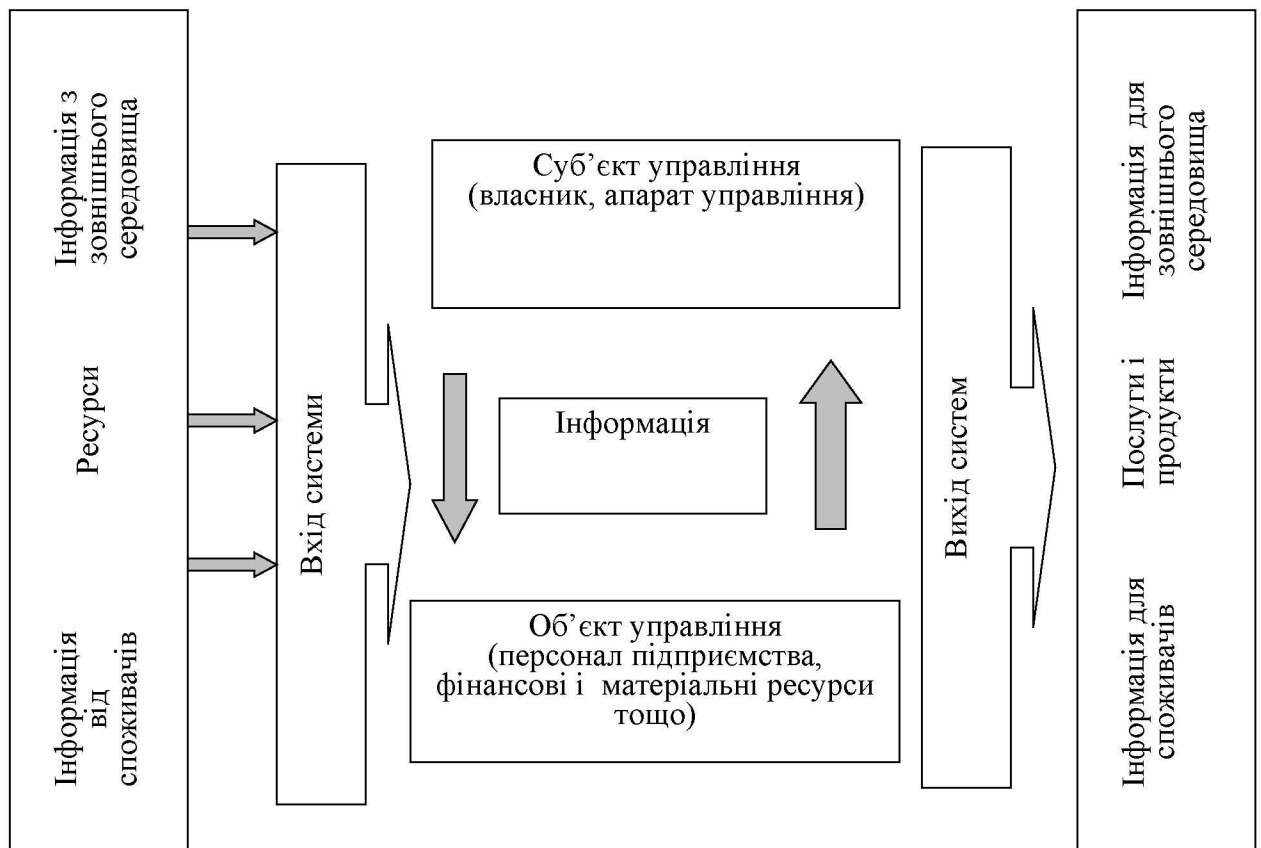 Інформація з
зовнішнього
середовища
Ресурси
Інформація
від
споживачів
Вхід системи
Суб’єкт управління
(власник, апарат управління)
Інформація
Об’єкт управління
(персонал підприємства,
фінансові і матеріальні ресурси
тощо)
Вихід систем
Інформація для
зовнішнього
середовища
Послуги і
продукти
Інформація для
споживачів